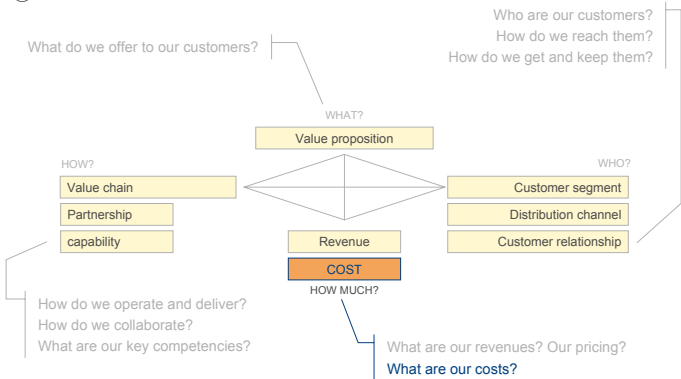 Who are our customers?
How do we reach them?
How do we get and keep them?
What do we offer to our customers?
WHAT?
Value proposition
HOW?
Value chain
Partnership
capability
WHO?
Customer segment
Distribution channel
Customer relationship
Revenue
COST
HOW MUCH?
How do we operate and deliver?
How do we collaborate?
What are our key competencies?
What are our revenues? Our pricing?
What are our costs?